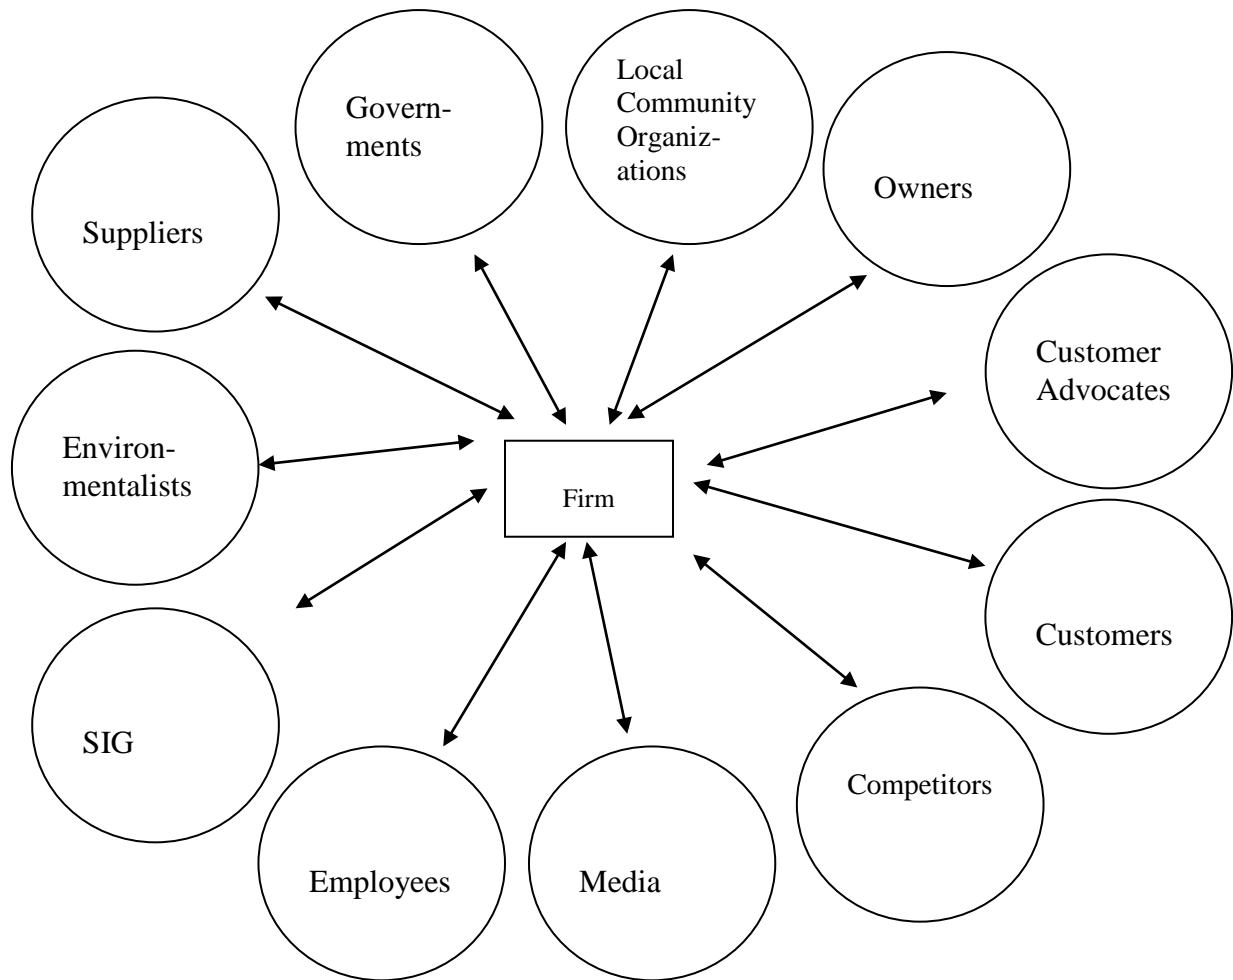 Govern-
ments
Local
Community
Organiz-
ations
Owners
Suppliers
Customer
Advocates
Environ-
mentalists
Firm
Customers
SIG
Competitors
Employees
Media